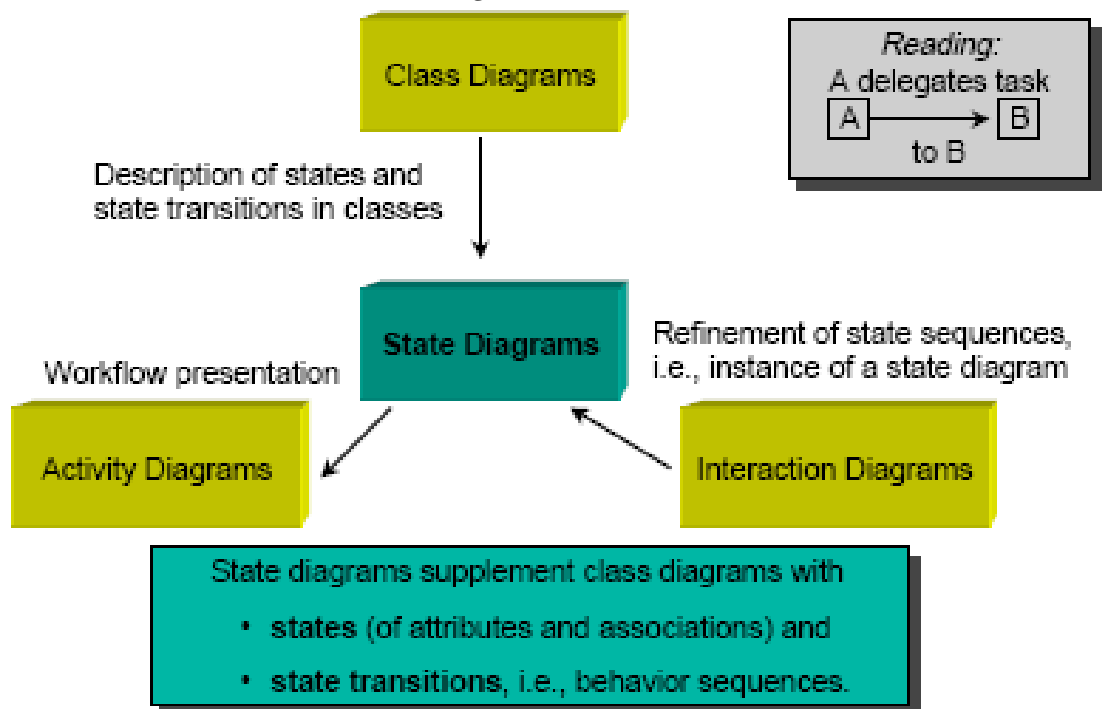 Class Diagrams
Reading:
A delegates task
A
B
to B
Description of states and
state transitions in classes
State Diagrams
Refinement of state sequences,
i.e., instance of a state diagram
Workflow presentation
Activity Diagrams
Interaction Diagrams
State diagrams supplement class diagrams with
• states (of attributes and associations) and
• state transitions, i.e., behavior sequences.